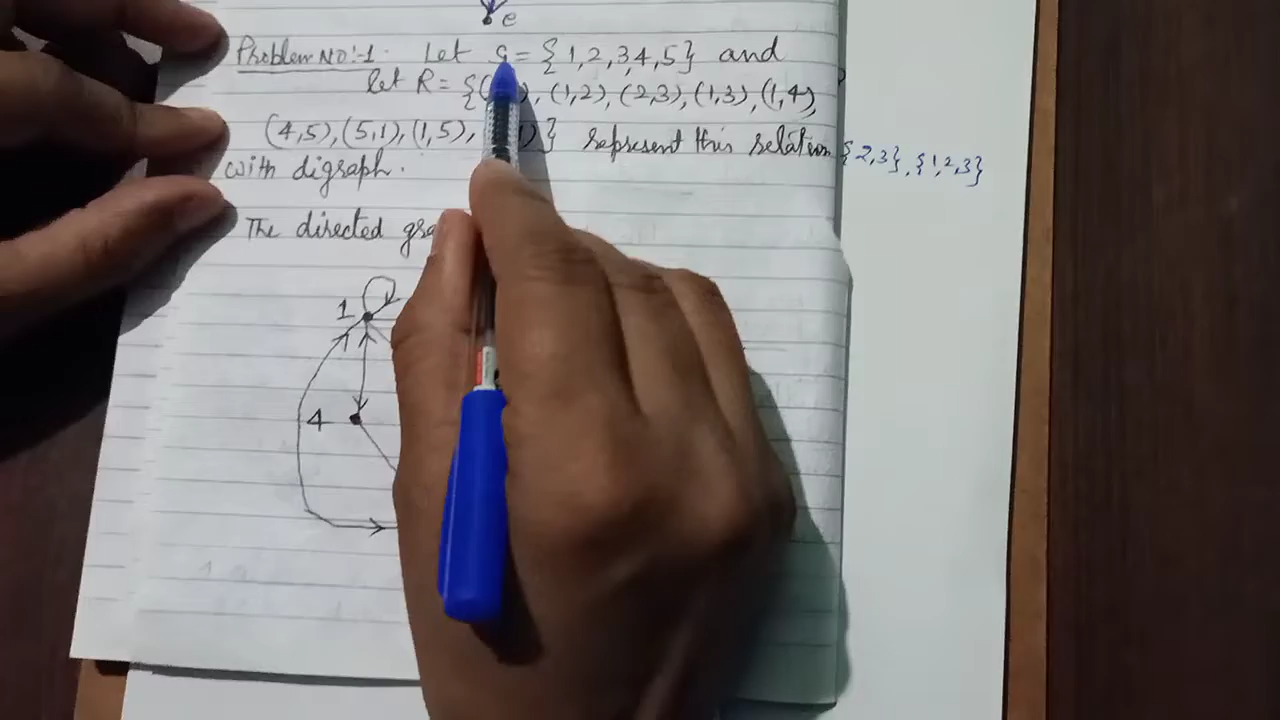 e
Problem NO:-1. Let G = {1,2,3,4,5} and
let R = {( ), (1,2), (2,3), (1,3), (1,4),
(4,5), (5,1), (1,5), 1)} represent this relation
{2,3}, {1,2,3}
with digraph.
The directed
1
4